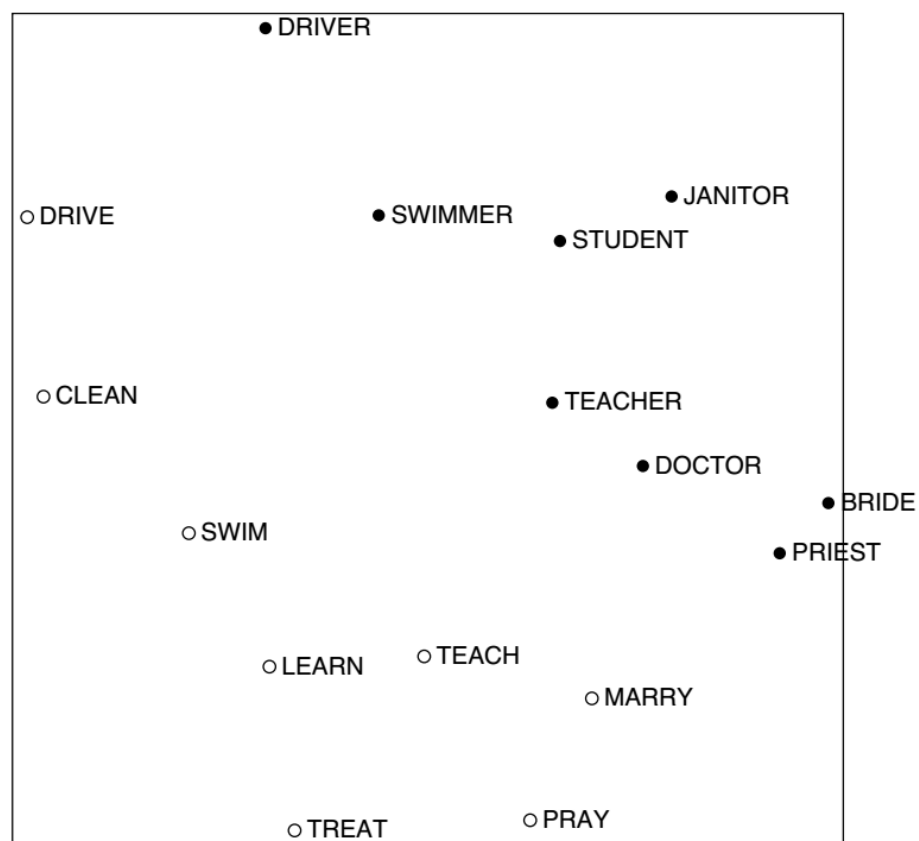 DRIVER
JANITOR
DRIVE
SWIMMER
STUDENT
CLEAN
TEACHER
DOCTOR
BRIDE
SWIM
PRIEST
TEACH
LEARN
MARRY
PRAY
TREAT